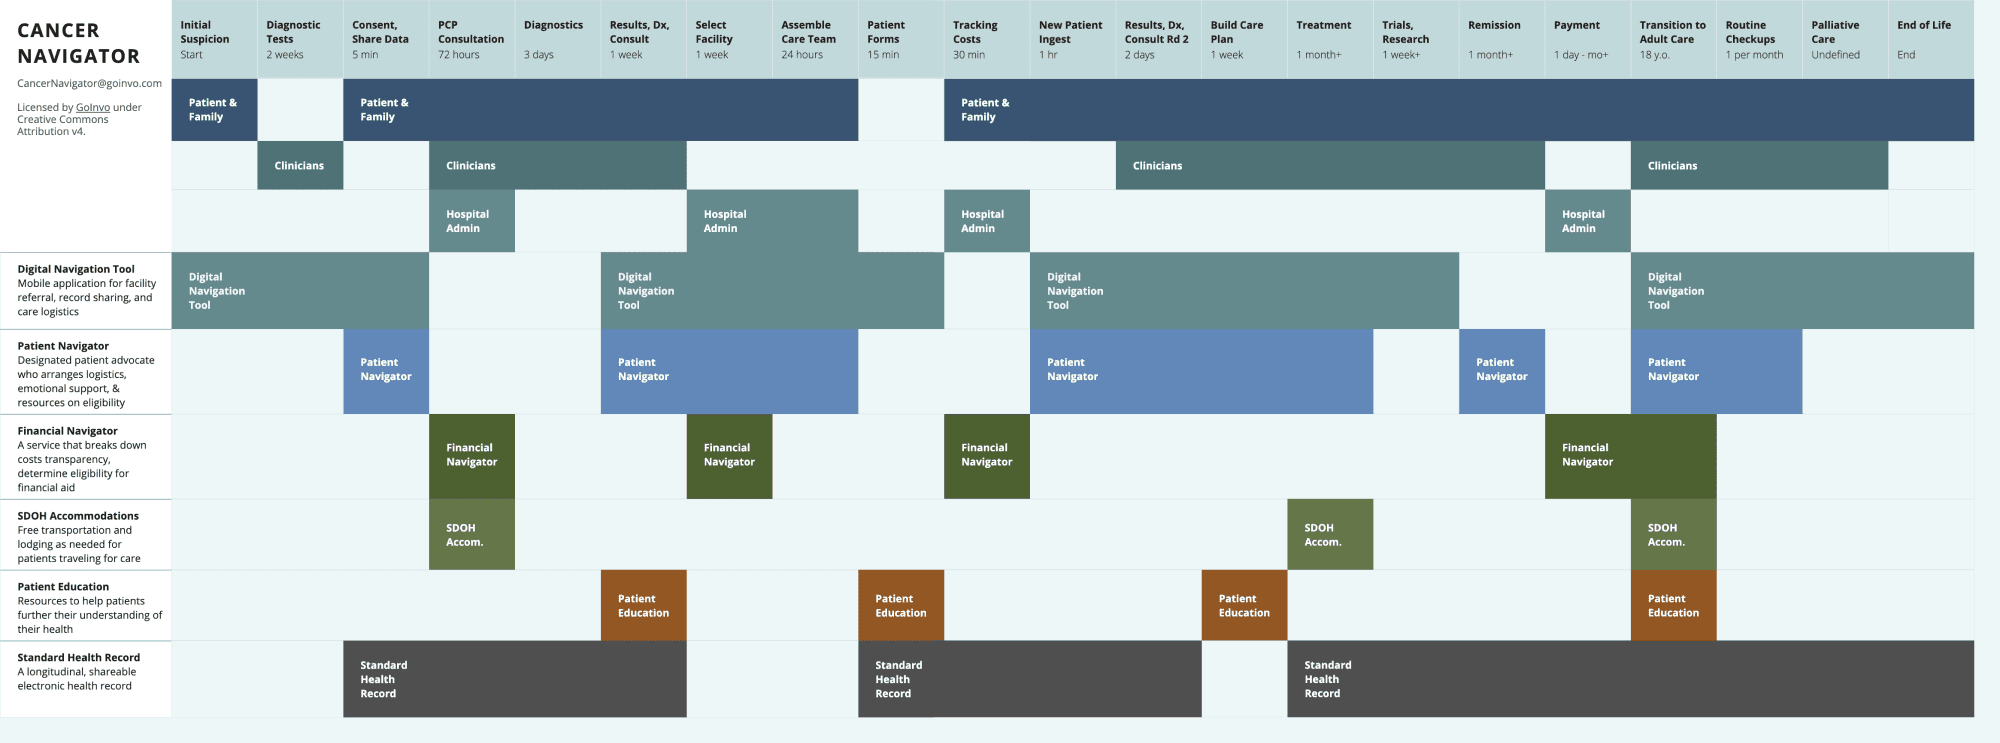 CANCER
NAVIGATOR
CancerNavigator@goinvo.com
Licensed by GoInvo under
Creative Commons
Attribution v4.
Initial
Suspicion
Start
Diagnostic
Tests
2 weeks
Consent,
Share Data
5 min
PCP
Consultation
72 hours
Diagnostics
3 days
Results, Dx,
Consult
1 week
Select
Facility
1 week
Assemble
Care Team
24 hours
Patient
Forms
15 min
Tracking
Costs
30 min
New Patient
Ingest
1 hr
Results, Dx,
Consult Rd 2
2 days
Build Care
Plan
1 week
Treatment
1 month+
Trials,
Research
1 week+
Remission
1 month+
Payment
1 day - mo+
Transition to
Adult Care
18 y.o.
Routine
Checkups
1 per month
Palliative
Care
Undefined
End of Life
End
Patient &
Family
Patient &
Family
Patient &
Family
Clinicians
Clinicians
Clinicians
Clinicians
Hospital
Admin
Hospital
Admin
Hospital
Admin
Hospital
Admin
Digital Navigation Tool
Mobile application for facility
referral, record sharing, and
care logistics
Digital
Navigation
Tool
Digital
Navigation
Tool
Digital
Navigation
Tool
Digital
Navigation
Tool
Patient Navigator
Designated patient advocate
who arranges logistics,
emotional support, &
resources on eligibility
Patient
Navigator
Patient
Navigator
Patient
Navigator
Patient
Navigator
Patient
Navigator
Financial Navigator
A service that breaks down
costs transparency,
determine eligibility for
financial aid
Financial
Navigator
Financial
Navigator
Financial
Navigator
Financial
Navigator
SDOH Accommodations
Free transportation and
lodging as needed for
patients traveling for care
SDOH
Accom.
SDOH
Accom.
SDOH
Accom.
Patient Education
Resources to help patients
further their understanding of
their health
Patient
Education
Patient
Education
Patient
Education
Patient
Education
Standard Health Record
A longitudinal, shareable
electronic health record
Standard
Health
Record
Standard
Health
Record
Standard
Health
Record